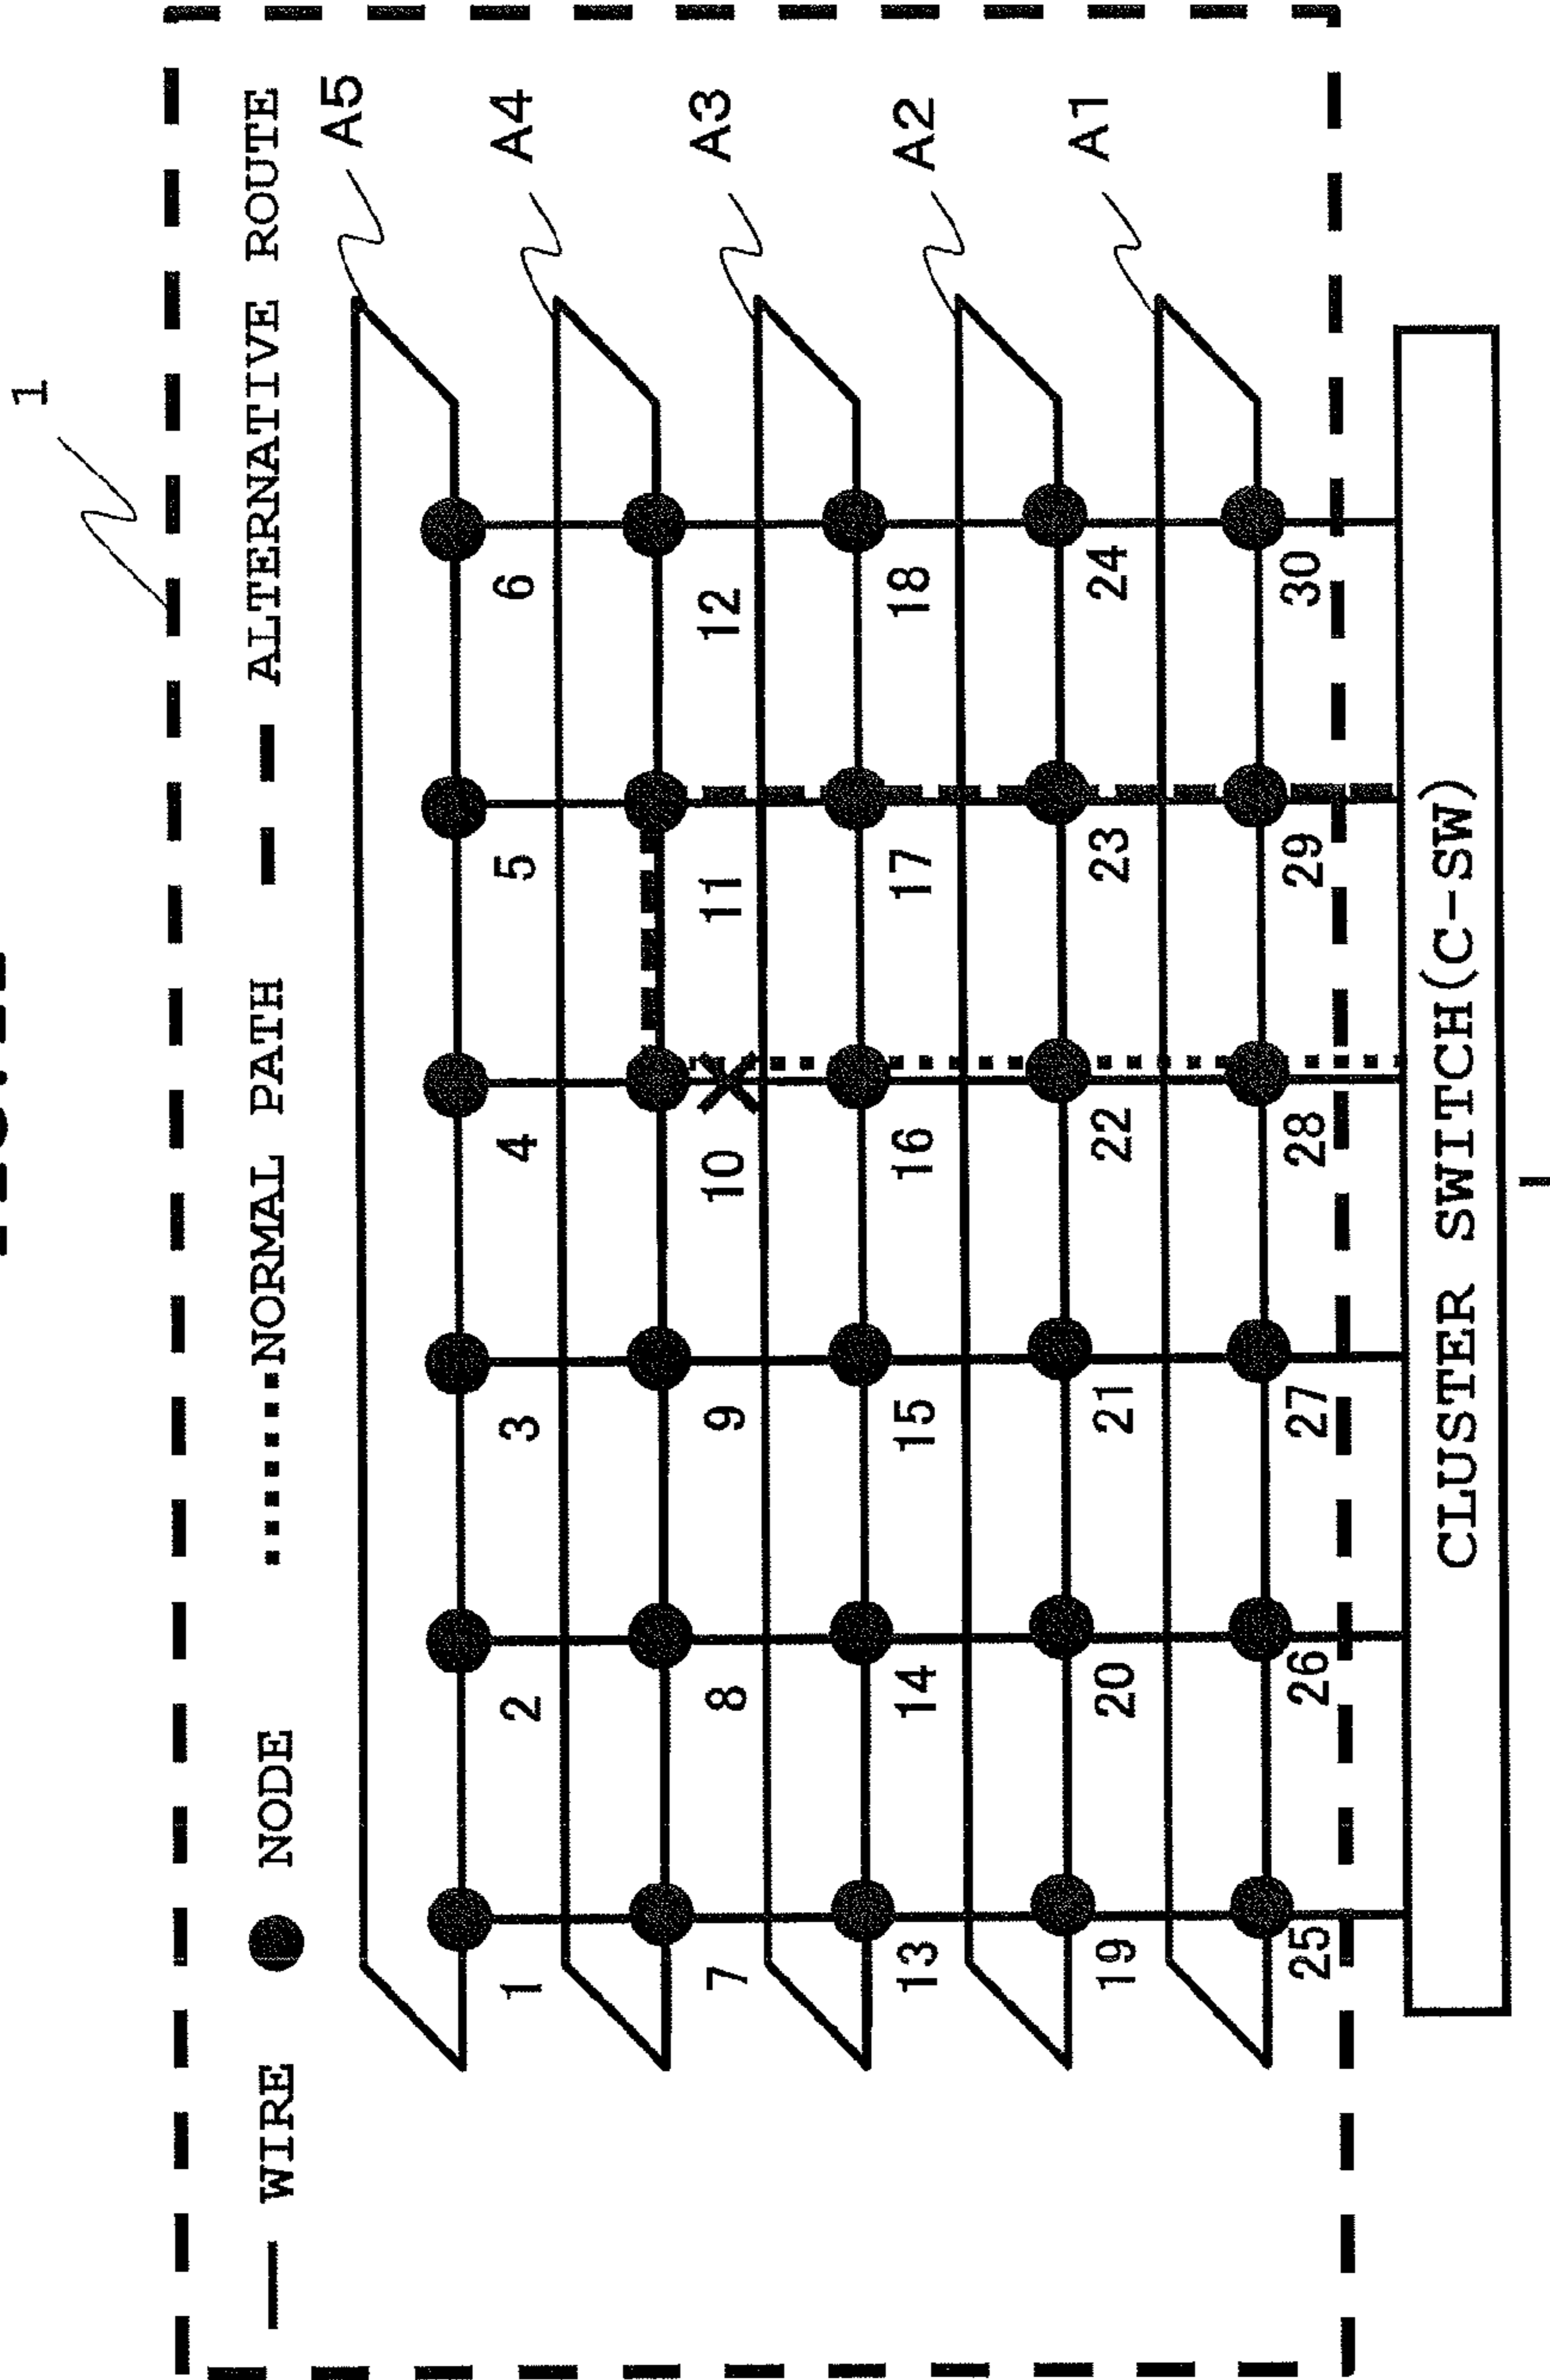 1
WIRE NODE NORMAL PATH ALTERNATIVE ROUTE
A5
A4
A3
A2
A1
1 2 3 4 5 6
7 8 9 10 11 12
13 14 15 16 17 18
19 20 21 22 23 24
25 26 27 28 29 30
CLUSTER SWITCH(C-SW)